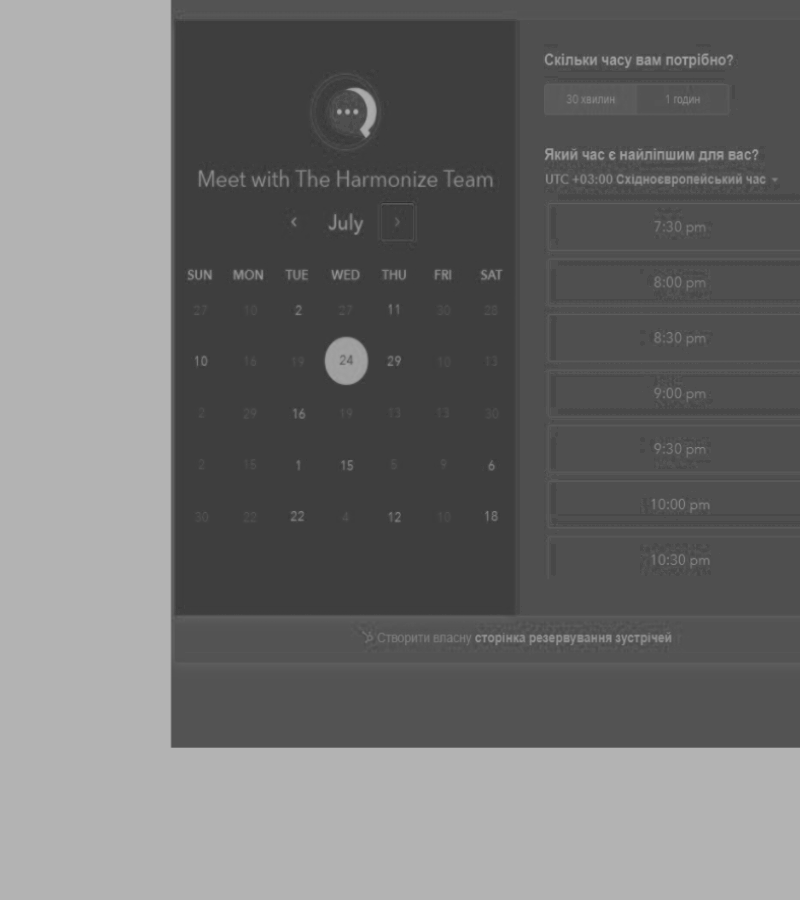 Meet with The Harmonize Team
July
SUN MON TUE WED THU FRI SAT
27 10 2 27 11 30 28
10 16 19 24 29 10 13
2 29 16 19 13 13 30
2 15 1 15 5 9 6
30 22 22 4 12 10 18
Скільки часу вам потрібно?
30 хвилин 1 годин
Який час є найліпшим для вас?
UTC +03:00 Східноєвропейський час
7:30 pm
8:00 pm
8:30 pm
9:00 pm
9:30 pm
10:00 pm
10:30 pm
Створити власну сторінка резервування зустрічей